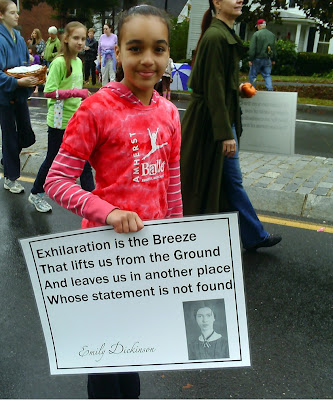 AMHERST
Ballet
Exhilaration is the Breeze
That lifts us from the Ground
And leaves us in another place
Whose statement is not found
Emily Dickinson